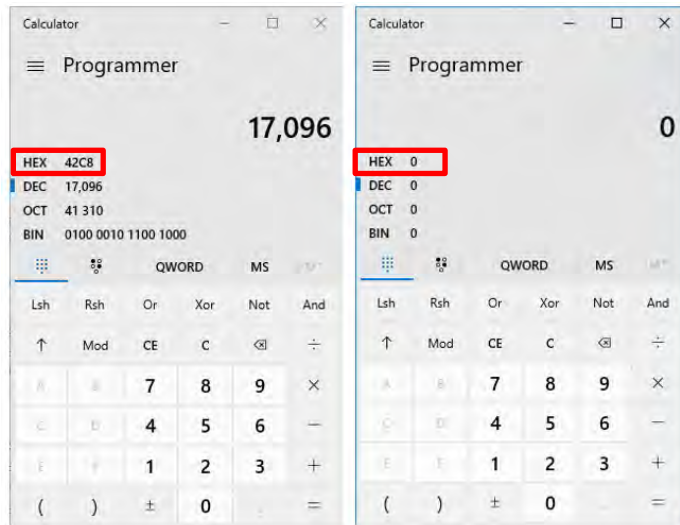 Calculator
Programmer
17,096
HEX 42C8
DEC 17,096
OCT 41 310
BIN 0100 0010 1100 1000
QWORD MS
Lsh Rsh Or Xor Not And
↑ Mod CE C ⌫ ÷
A B 7 8 9 ×
C D 4 5 6 −
E F 1 2 3 +
( ) ± 0 . =
Calculator
Programmer
0
HEX 0
DEC 0
OCT 0
BIN 0
QWORD MS
Lsh Rsh Or Xor Not And
↑ Mod CE C ⌫ ÷
A B 7 8 9 ×
C D 4 5 6 −
E F 1 2 3 +
( ) ± 0 . =